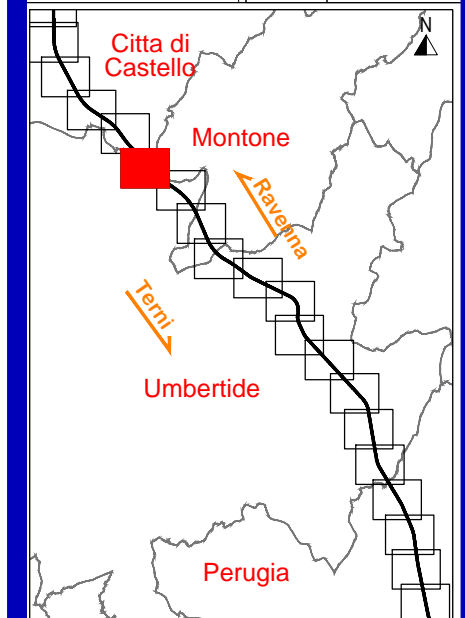 N
Citta di
Castello
Montone
Ravenna
Terni
Umbertide
Perugia